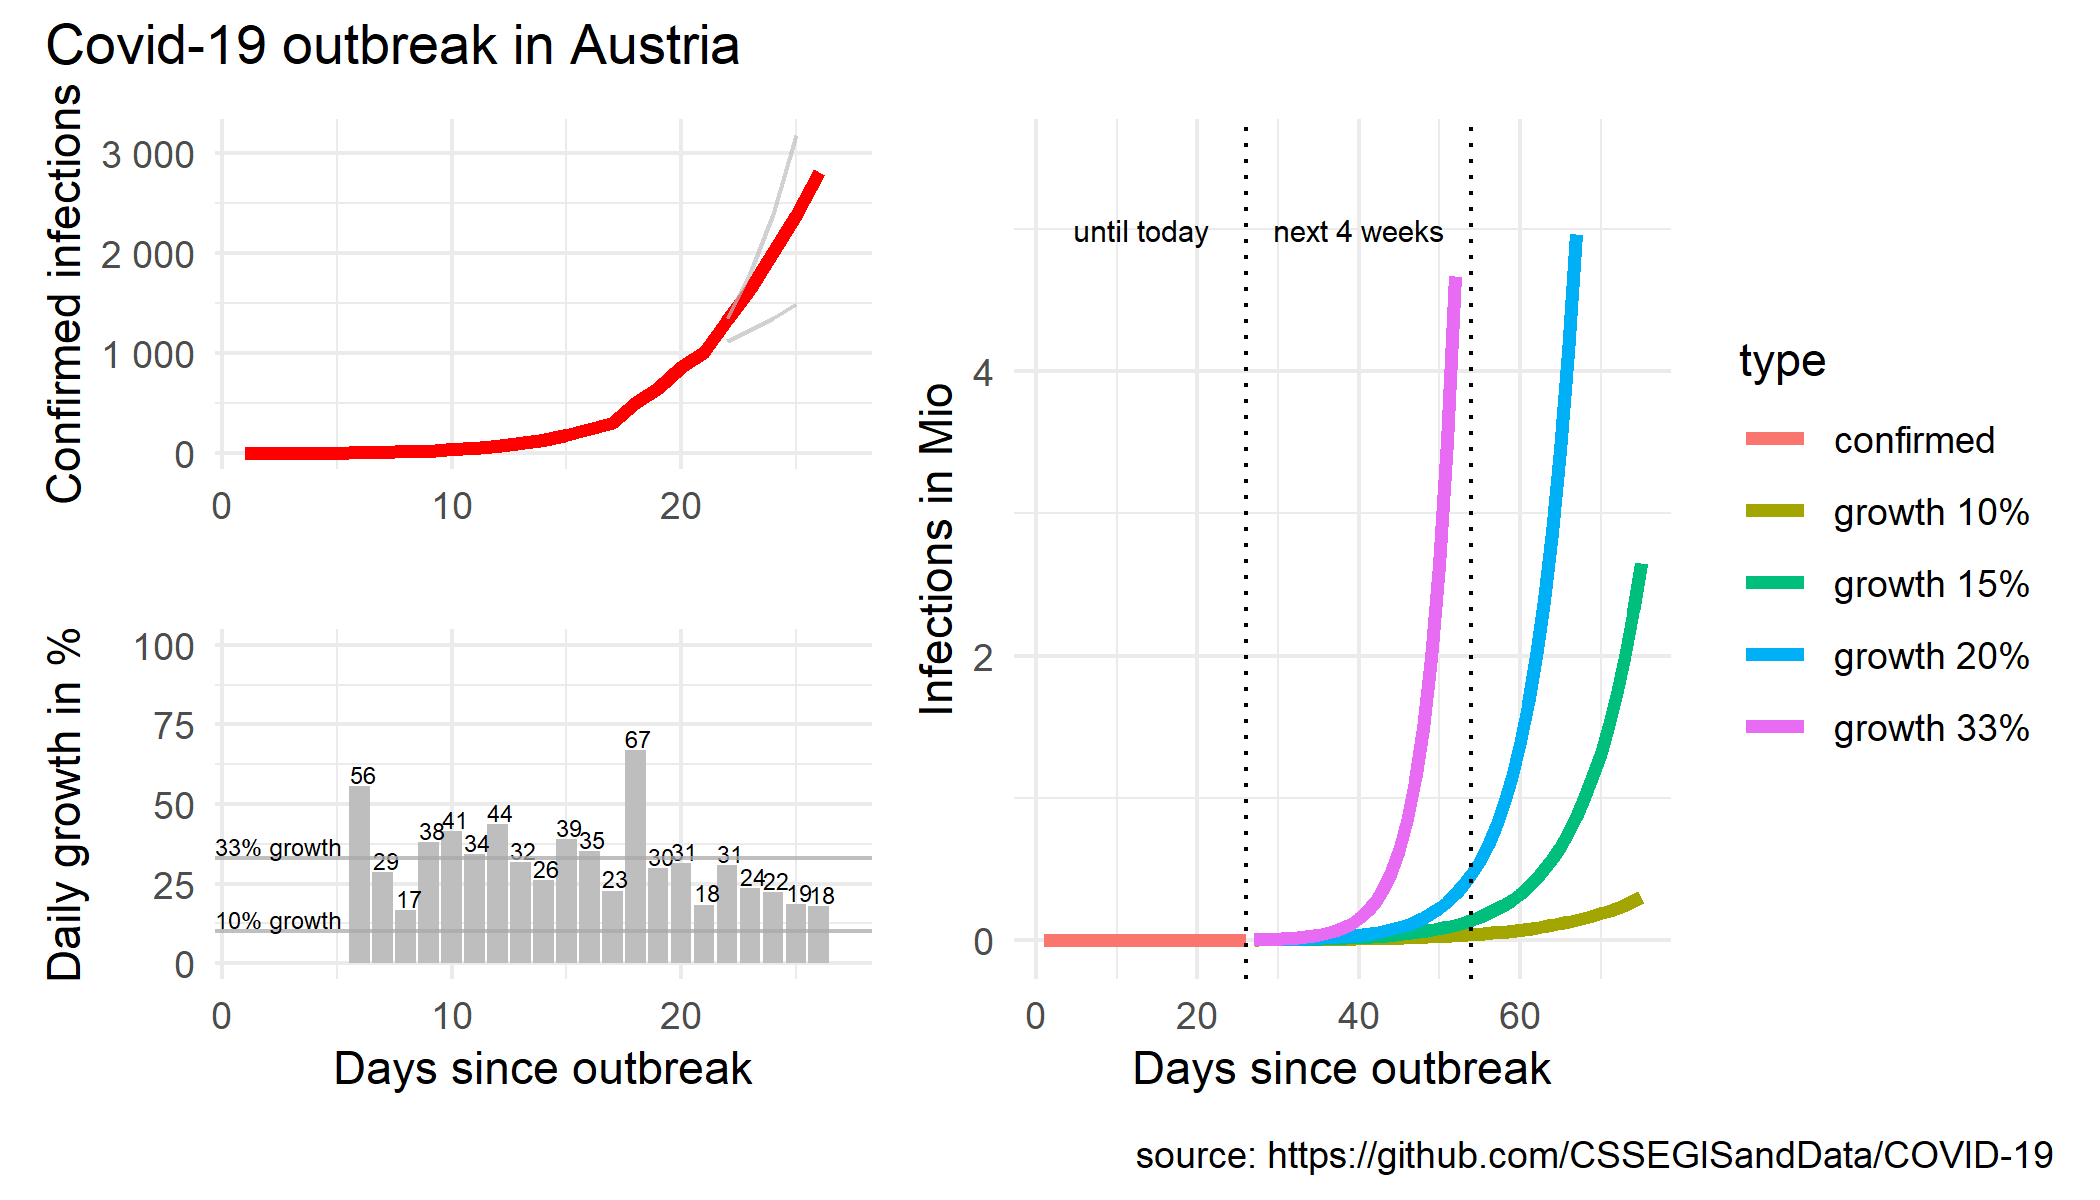 Covid-19 outbreak in Austria
Confirmed infections
3 000
2 000
1 000
0
0 10 20
Daily growth in %
100
75
50
25
0
33% growth
10% growth
56 29 17 38 41 34 44 32 26 39 35 23 67 30 31 18 31 24 22 19 18
0 10 20
Days since outbreak
Infections in Mio
4
2
0
until today
next 4 weeks
0 20 40 60
Days since outbreak
type
confirmed
growth 10%
growth 15%
growth 20%
growth 33%
source: https://github.com/CSSEGISandData/COVID-19